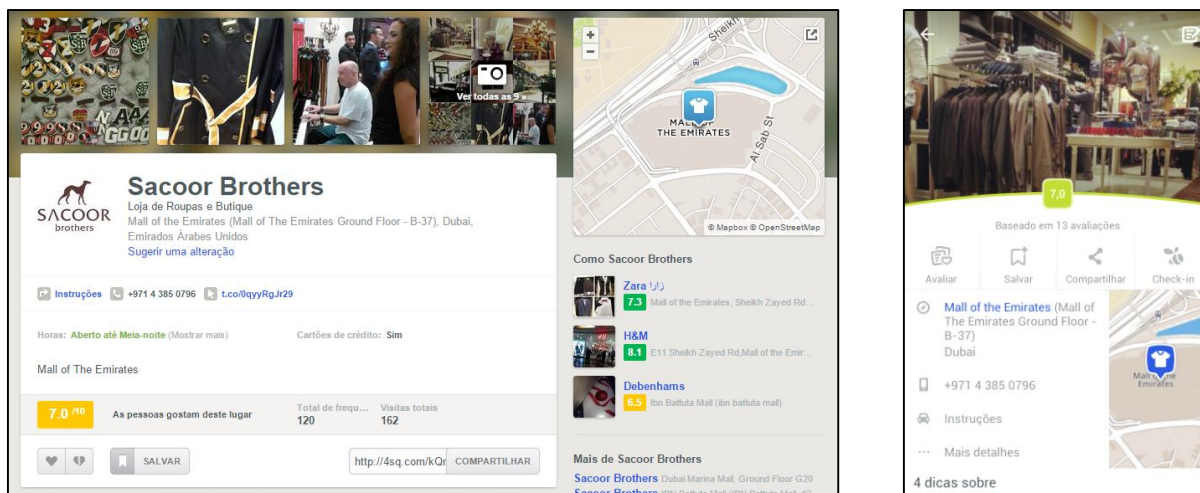 Ver todas as 9 »
SACOOR
brothers
Sacoor Brothers
Loja de Roupas e Butique
Mall of the Emirates (Mall of The Emirates Ground Floor - B-37), Dubai,
Emirados Árabes Unidos
Sugerir uma alteração
Instruções +971 4 385 0796 t.co/0qyyRgJr29
Horas: Aberto até Meia-noite (Mostrar mais) Cartões de crédito: Sim
Mall of The Emirates
7.0 /10 As pessoas gostam deste lugar
Total de frequ... Visitas totais
120 162
SALVAR
http://4sq.com/kQr COMPARTILHAR
+
-
Sheikh
MALL OF
THE EMIRATES
Al Sab St
© Mapbox © OpenStreetMap
Como Sacoor Brothers
Zara زارا
7.3 Mall of the Emirates, Sheikh Zayed Rd...
H&M
8.1 E11 Sheikh Zayed Rd,Mall of the Emir...
Debenhams
6.5 Ibn Battuta Mall (ibn battuta mall)
Mais de Sacoor Brothers
Sacoor Brothers Dubai Marina Mall, Ground Floor G20
Sacoor Brothers
7,0
Baseado em 13 avaliações
Avaliar Salvar Compartilhar Check-in
Mall of the Emirates (Mall of
The Emirates Ground Floor -
B-37)
Dubai
+971 4 385 0796
Instruções
Mais detalhes
Mall of the
Emirates
4 dicas sobre